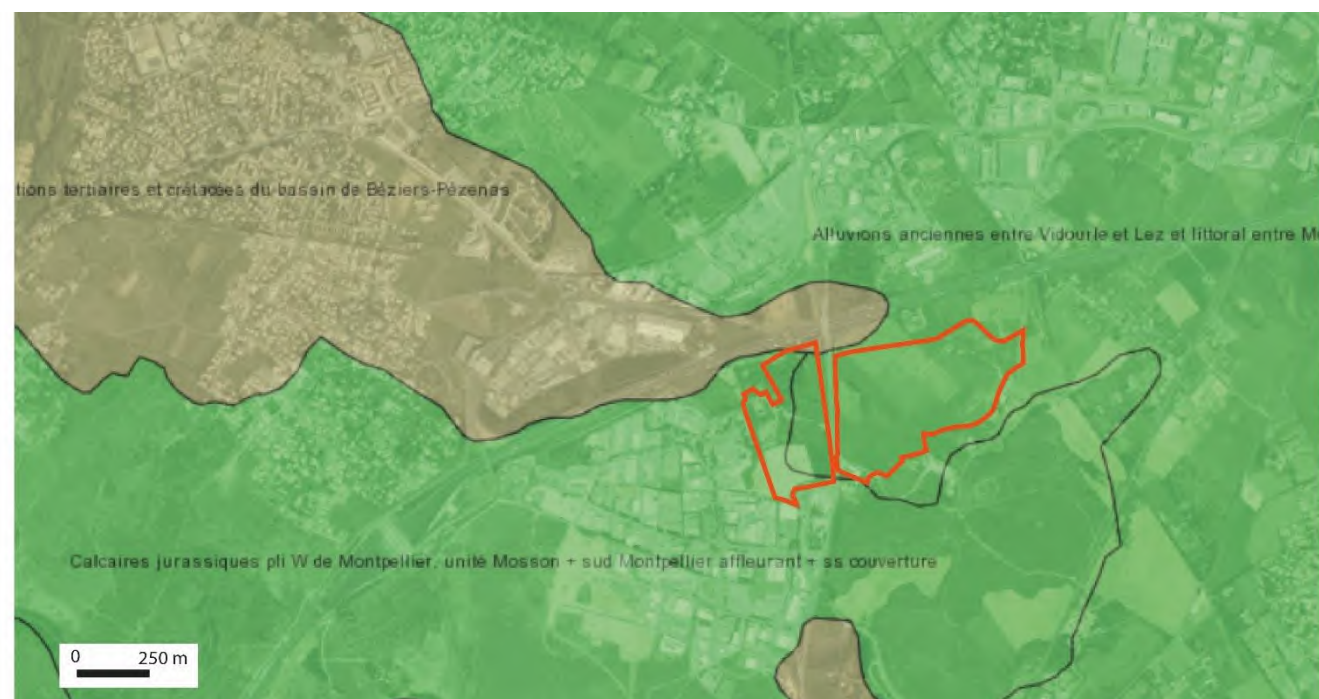 tions tertiaires et crétacées du bassin de Béziers-Pézenas
Alluvions anciennes entre Vidourle et Lez et littoral entre Mo
Calcaires jurassiques pli W de Montpellier, unité Mosson + sud Montpellier affleurant + ss couverture
0 250 m